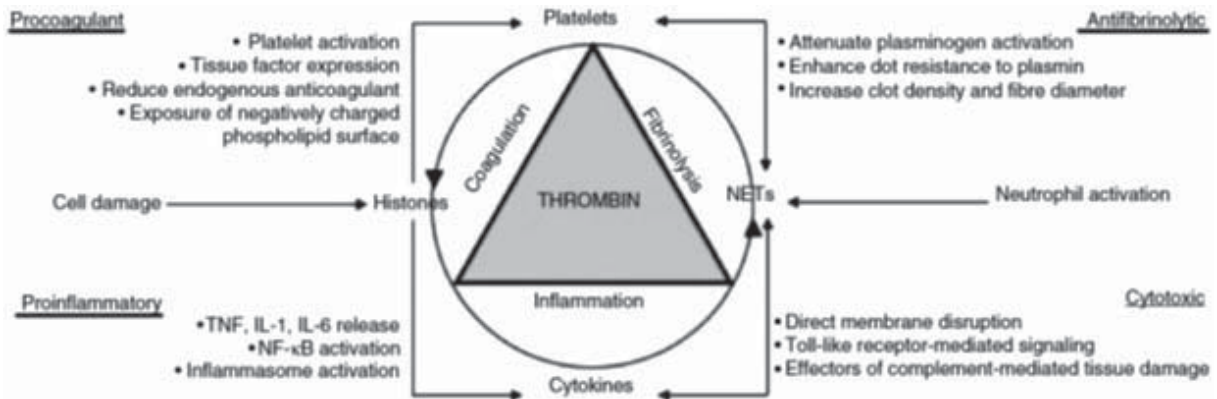 Procoagulant
• Platelet activation
• Tissue factor expression
• Reduce endogenous anticoagulant
• Exposure of negatively charged
phospholipid surface
Platelets
Antifibrinolytic
• Attenuate plasminogen activation
• Enhance dot resistance to plasmin
• Increase clot density and fibre diameter
Coagulation
Fibrinolysis
Cell damage
Histones
THROMBIN
NETs
Neutrophil activation
Inflammation
Proinflammatory
•TNF, IL-1, IL-6 release
•NF-κB activation
• Inflammasome activation
Cytokines
Cytotoxic
• Direct membrane disruption
• Toll-like receptor-mediated signaling
• Effectors of complement-mediated tissue damage